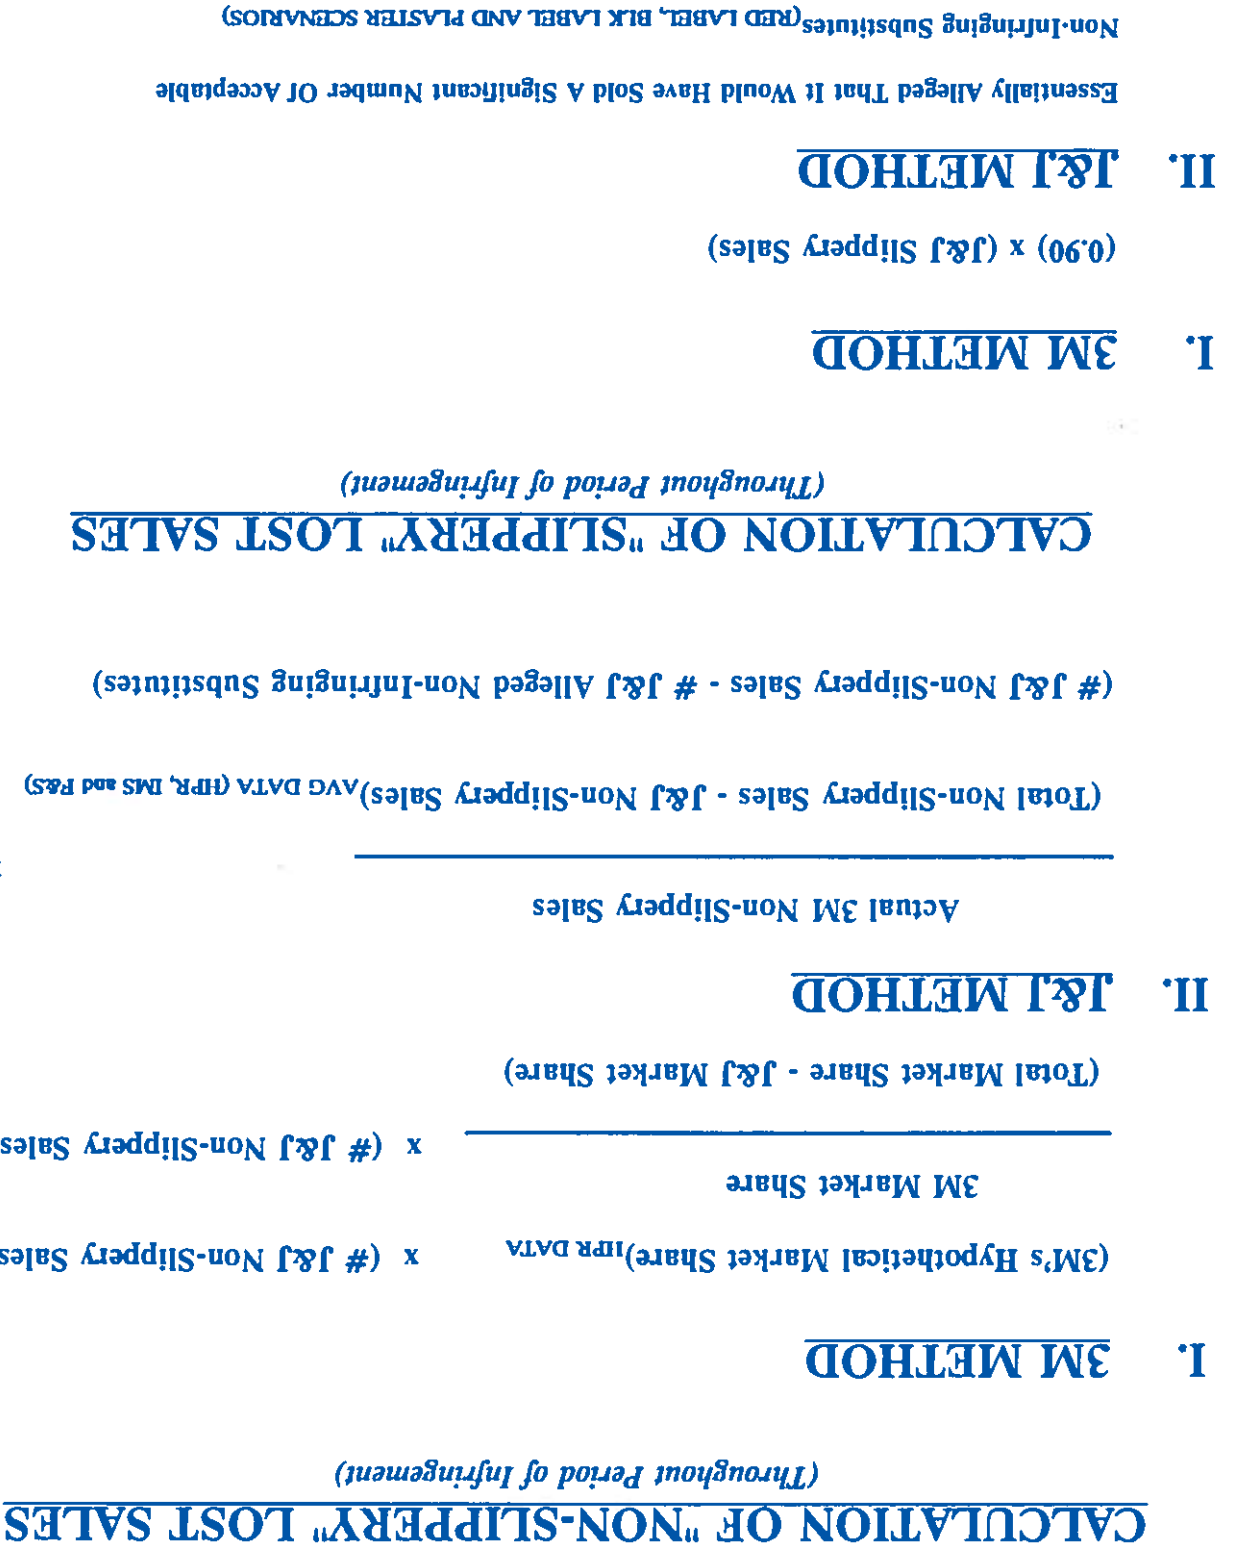 CALCULATION OF "NON-SLIPPERY" LOST SALES
(Throughout Period of Infringement)
I. 3M METHOD
(3M's Hypothetical Market Share)HPR DATA x (# J&J Non-Slippery Sales
3M Market Share
x (# J&J Non-Slippery Sales
(Total Market Share - J&J Market Share)
II. J&J METHOD
Actual 3M Non-Slippery Sales
(Total Non-Slippery Sales - J&J Non-Slippery Sales)AVG DATA (HPR, IMS and P&S)
(# J&J Non-Slippery Sales - # J&J Alleged Non-Infringing Substitutes)
CALCULATION OF "SLIPPERY" LOST SALES
(Throughout Period of Infringement)
I. 3M METHOD
(0.90) x (J&J Slippery Sales)
II. J&J METHOD
Essentially Alleged That It Would Have Sold A Significant Number Of Acceptable
Non-Infringing Substitutes(RED LABEL, BLK LABEL AND PLASTER SCENARIOS)